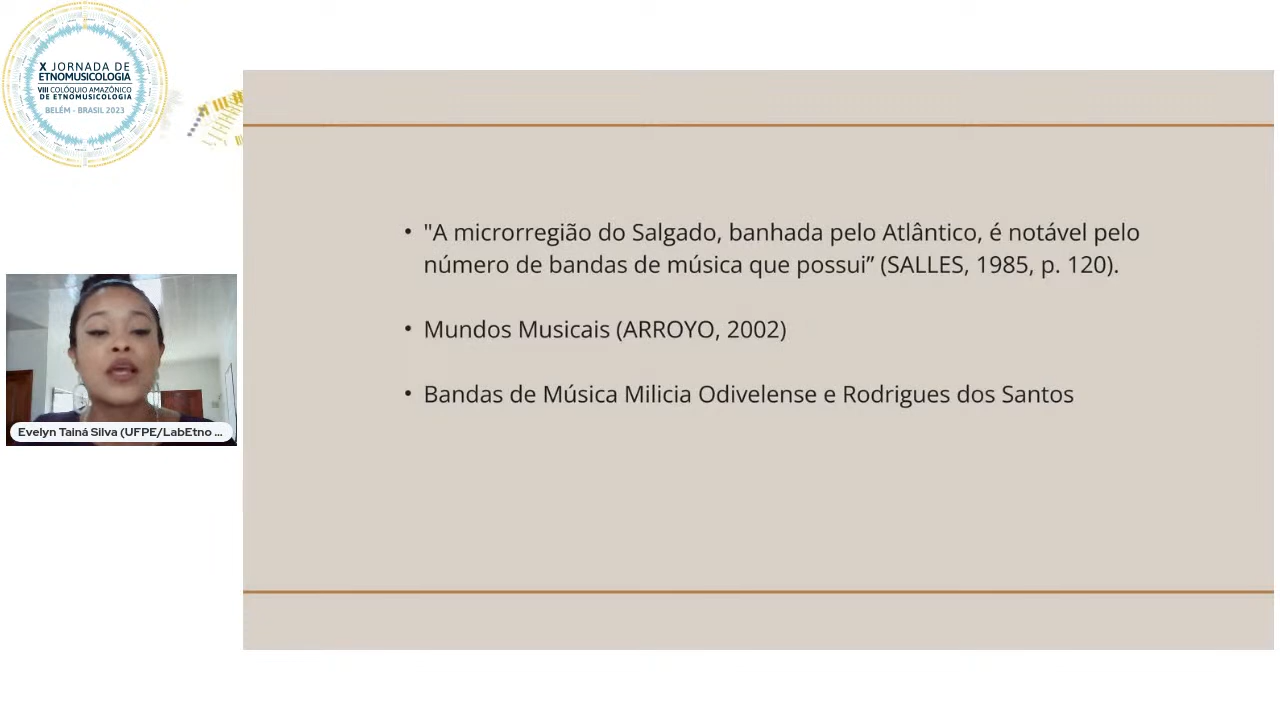 X JORNADA DE
ETNOMUSICOLOGIA
VIII COLÓQUIO AMAZÔNICO
DE ETNOMUSICOLOGIA
BELÉM - BRASIL 2023
• "A microrregião do Salgado, banhada pelo Atlântico, é notável pelo
número de bandas de música que possui” (SALLES, 1985, p. 120).
• Mundos Musicais (ARROYO, 2002)
• Bandas de Música Milicia Odivelense e Rodrigues dos Santos
Evelyn Tainá Silva (UFPE/LabEtno ...